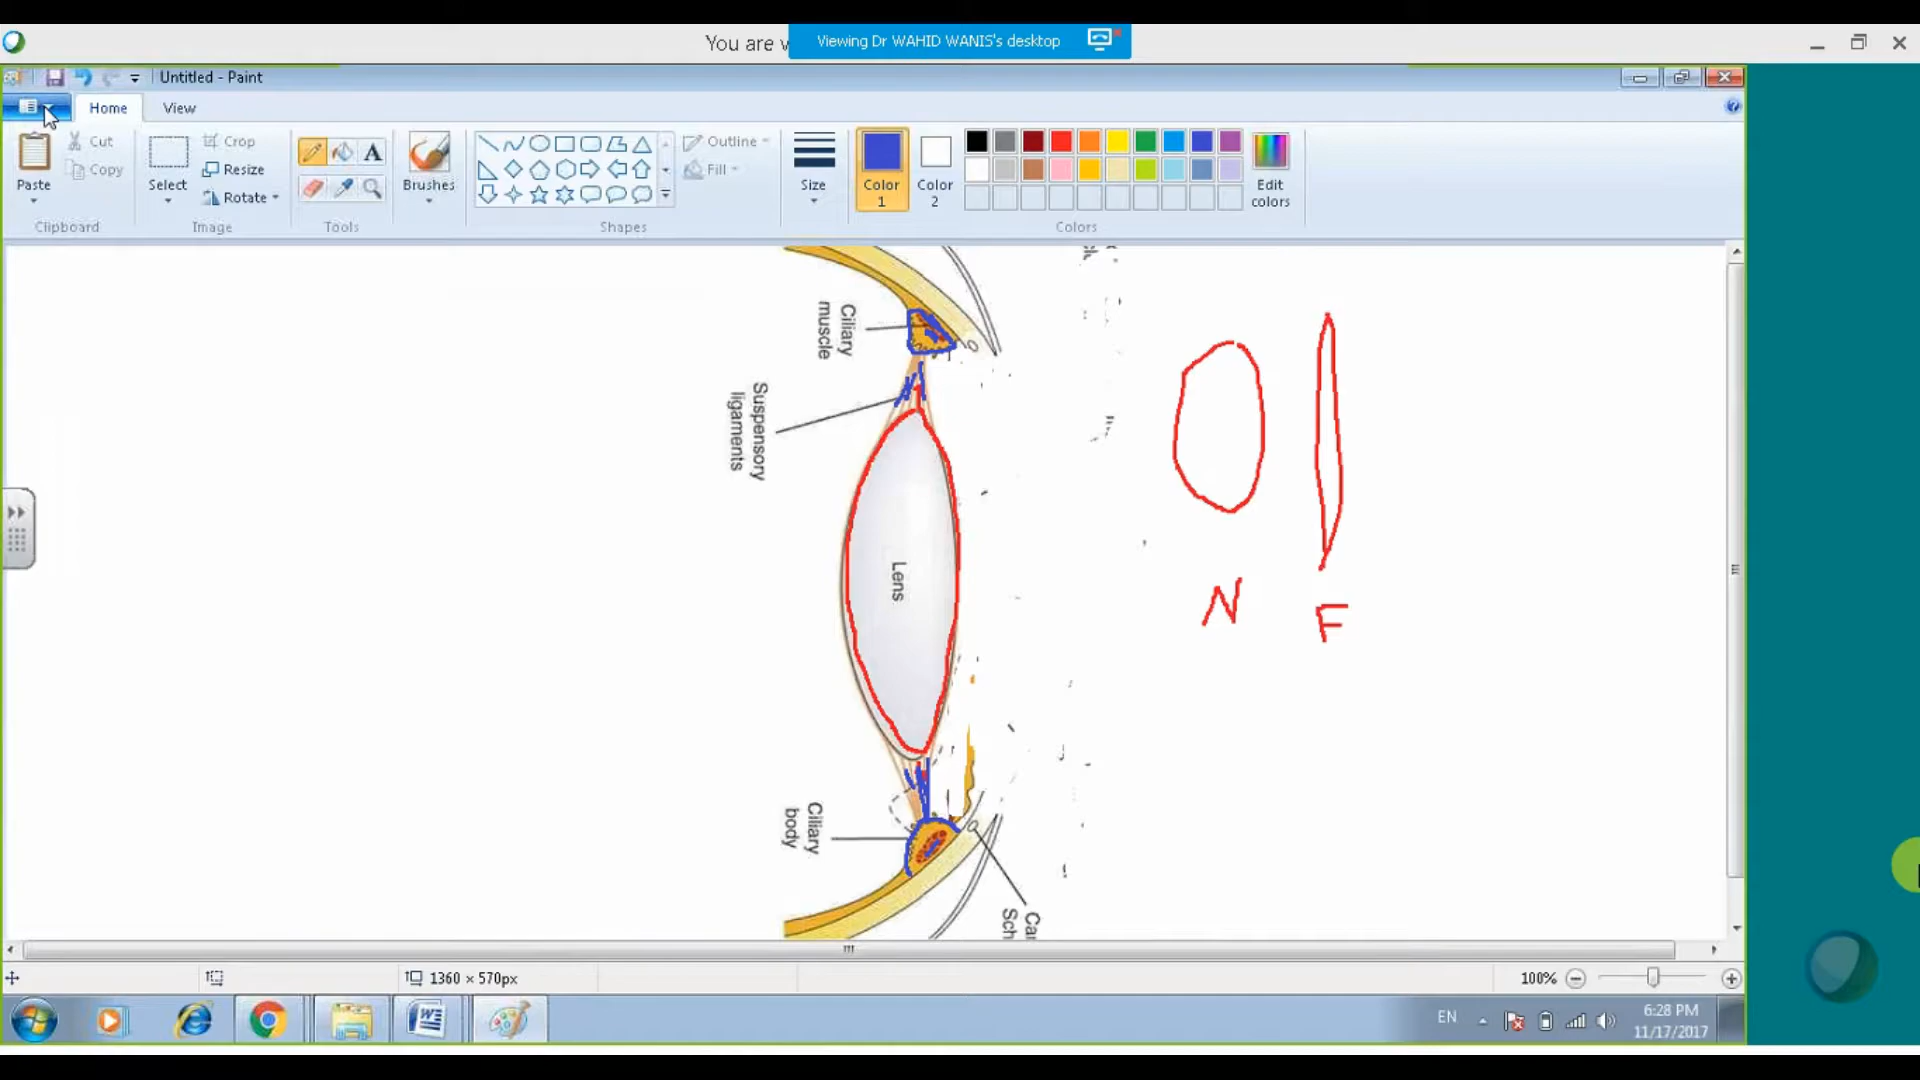 You are v
Viewing Dr WAHID WANIS's desktop
Untitled - Paint
Home
View
Paste
Cut
Copy
Clipboard
Select
Crop
Resize
Rotate
Image
A
Tools
Brushes
Shapes
Outline
Fill
Size
Color
1
Color
2
Edit
colors
Colors
Ciliary
muscle
Suspensory
ligaments
Lens
Ciliary
body
Ca
Sch
N
F
1360 × 570px
100%
EN
6:28 PM
11/17/2017